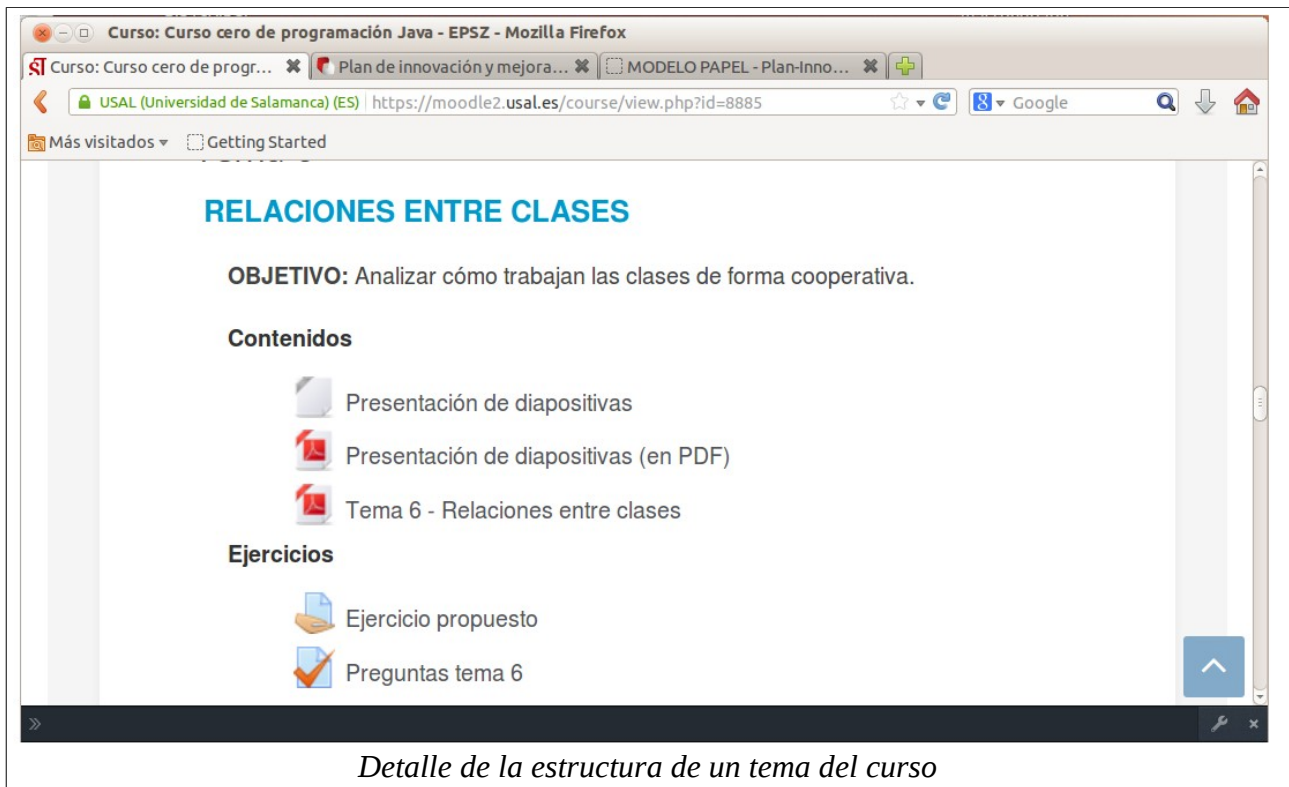 Curso: Curso cero de programación Java - EPSZ - Mozilla Firefox
Curso: Curso cero de progr... Plan de innovación y mejora... MODELO PAPEL - Plan-Inno...
USAL (Universidad de Salamanca) (ES) https://moodle2.usal.es/course/view.php?id=8885 Google
Más visitados Getting Started
RELACIONES ENTRE CLASES
OBJETIVO: Analizar cómo trabajan las clases de forma cooperativa.
Contenidos
Presentación de diapositivas
Presentación de diapositivas (en PDF)
Tema 6 - Relaciones entre clases
Ejercicios
Ejercicio propuesto
Preguntas tema 6
Detalle de la estructura de un tema del curso